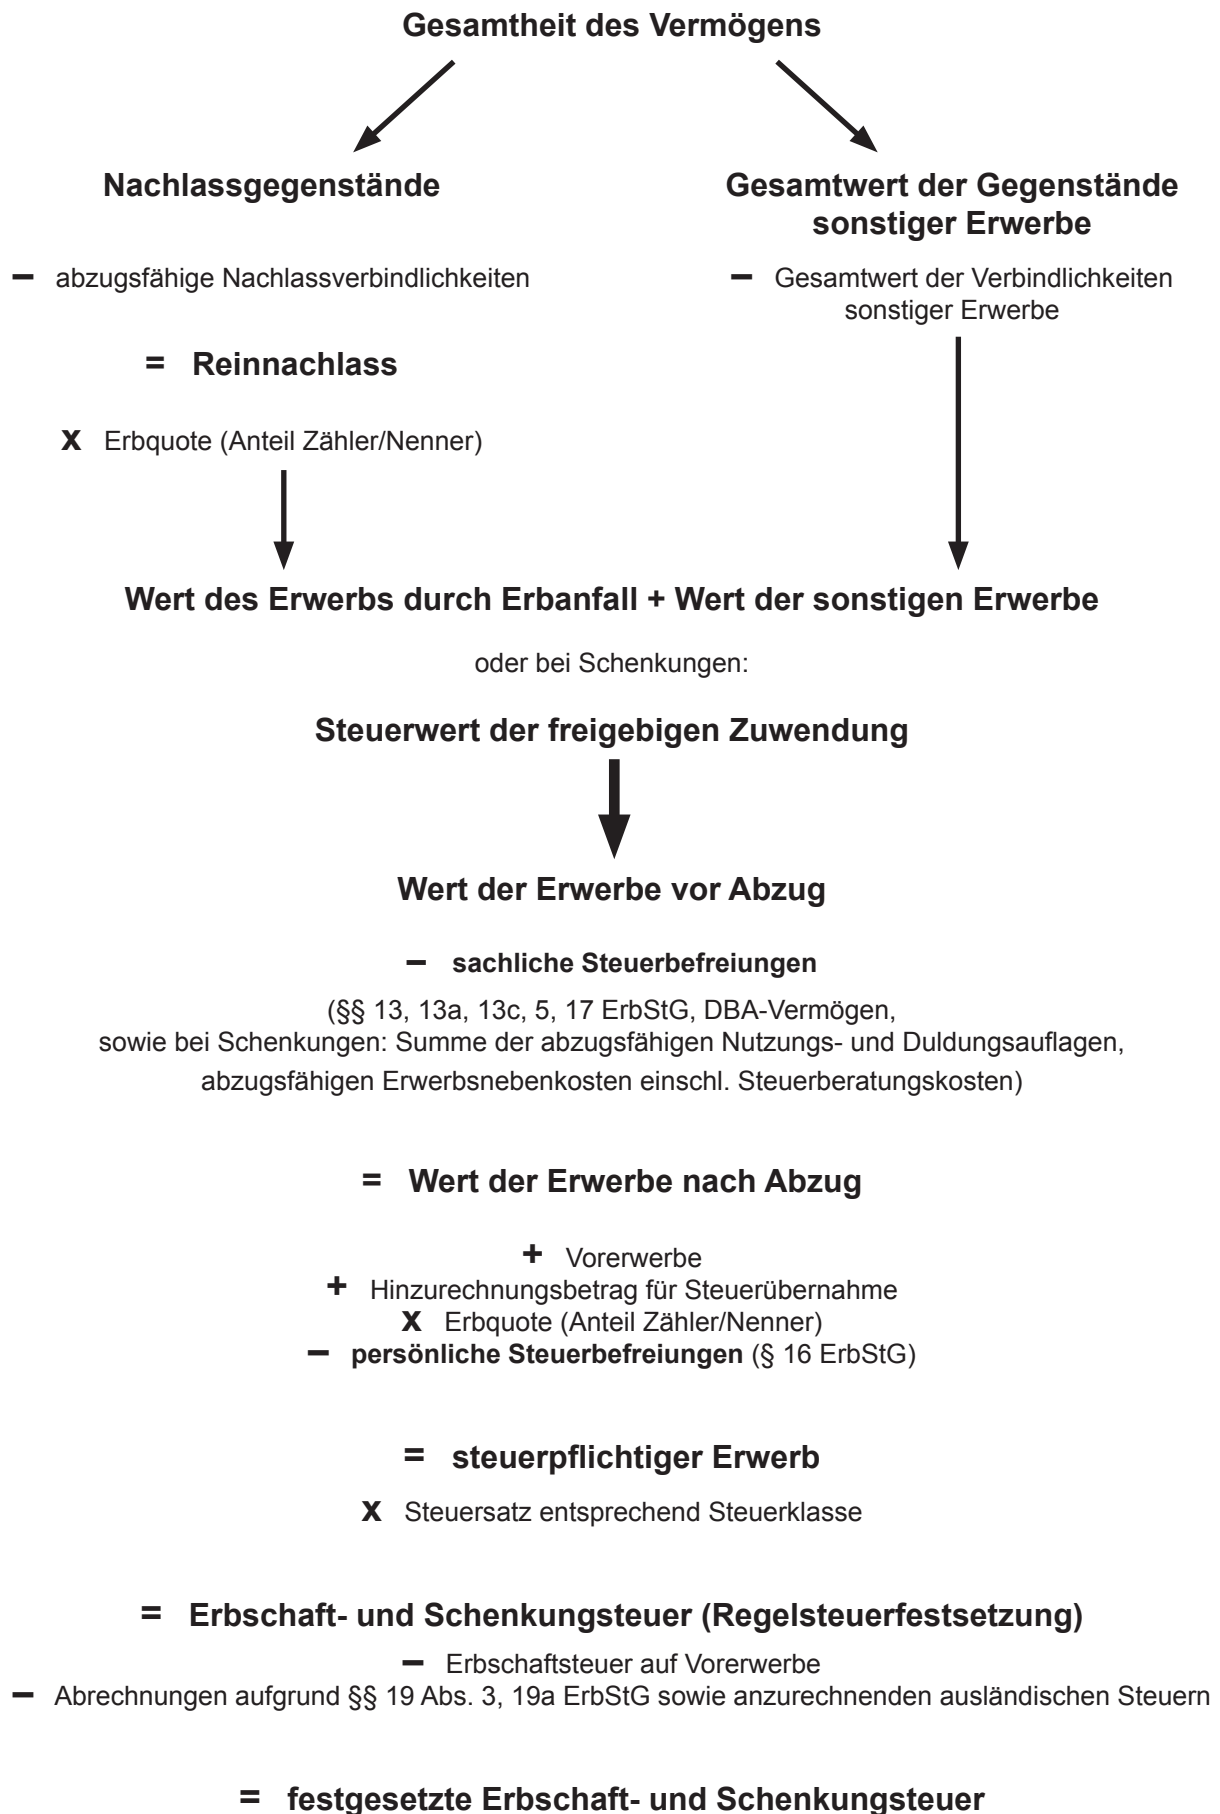 Gesamtheit des Vermögens
Nachlassgegenstände
– abzugsfähige Nachlassverbindlichkeiten
= Reinnachlass
x Erbquote (Anteil Zähler/Nenner)
Gesamtwert der Gegenstände
sonstiger Erwerbe
– Gesamtwert der Verbindlichkeiten
sonstiger Erwerbe
Wert des Erwerbs durch Erbanfall + Wert der sonstigen Erwerbe
oder bei Schenkungen:
Steuerwert der freigebigen Zuwendung
Wert der Erwerbe vor Abzug
– sachliche Steuerbefreiungen
(§§ 13, 13a, 13c, 5, 17 ErbStG, DBA-Vermögen,
sowie bei Schenkungen: Summe der abzugsfähigen Nutzungs- und Duldungsauflagen,
abzugsfähigen Erwerbsnebenkosten einschl. Steuerberatungskosten)
= Wert der Erwerbe nach Abzug
+ Vorerwerbe
+ Hinzurechnungsbetrag für Steuerübernahme
x Erbquote (Anteil Zähler/Nenner)
– persönliche Steuerbefreiungen (§ 16 ErbStG)
= steuerpflichtiger Erwerb
x Steuersatz entsprechend Steuerklasse
= Erbschaft- und Schenkungsteuer (Regelsteuerfestsetzung)
– Erbschaftsteuer auf Vorerwerbe
– Abrechnungen aufgrund §§ 19 Abs. 3, 19a ErbStG sowie anzurechnenden ausländischen Steuern
= festgesetzte Erbschaft- und Schenkungsteuer